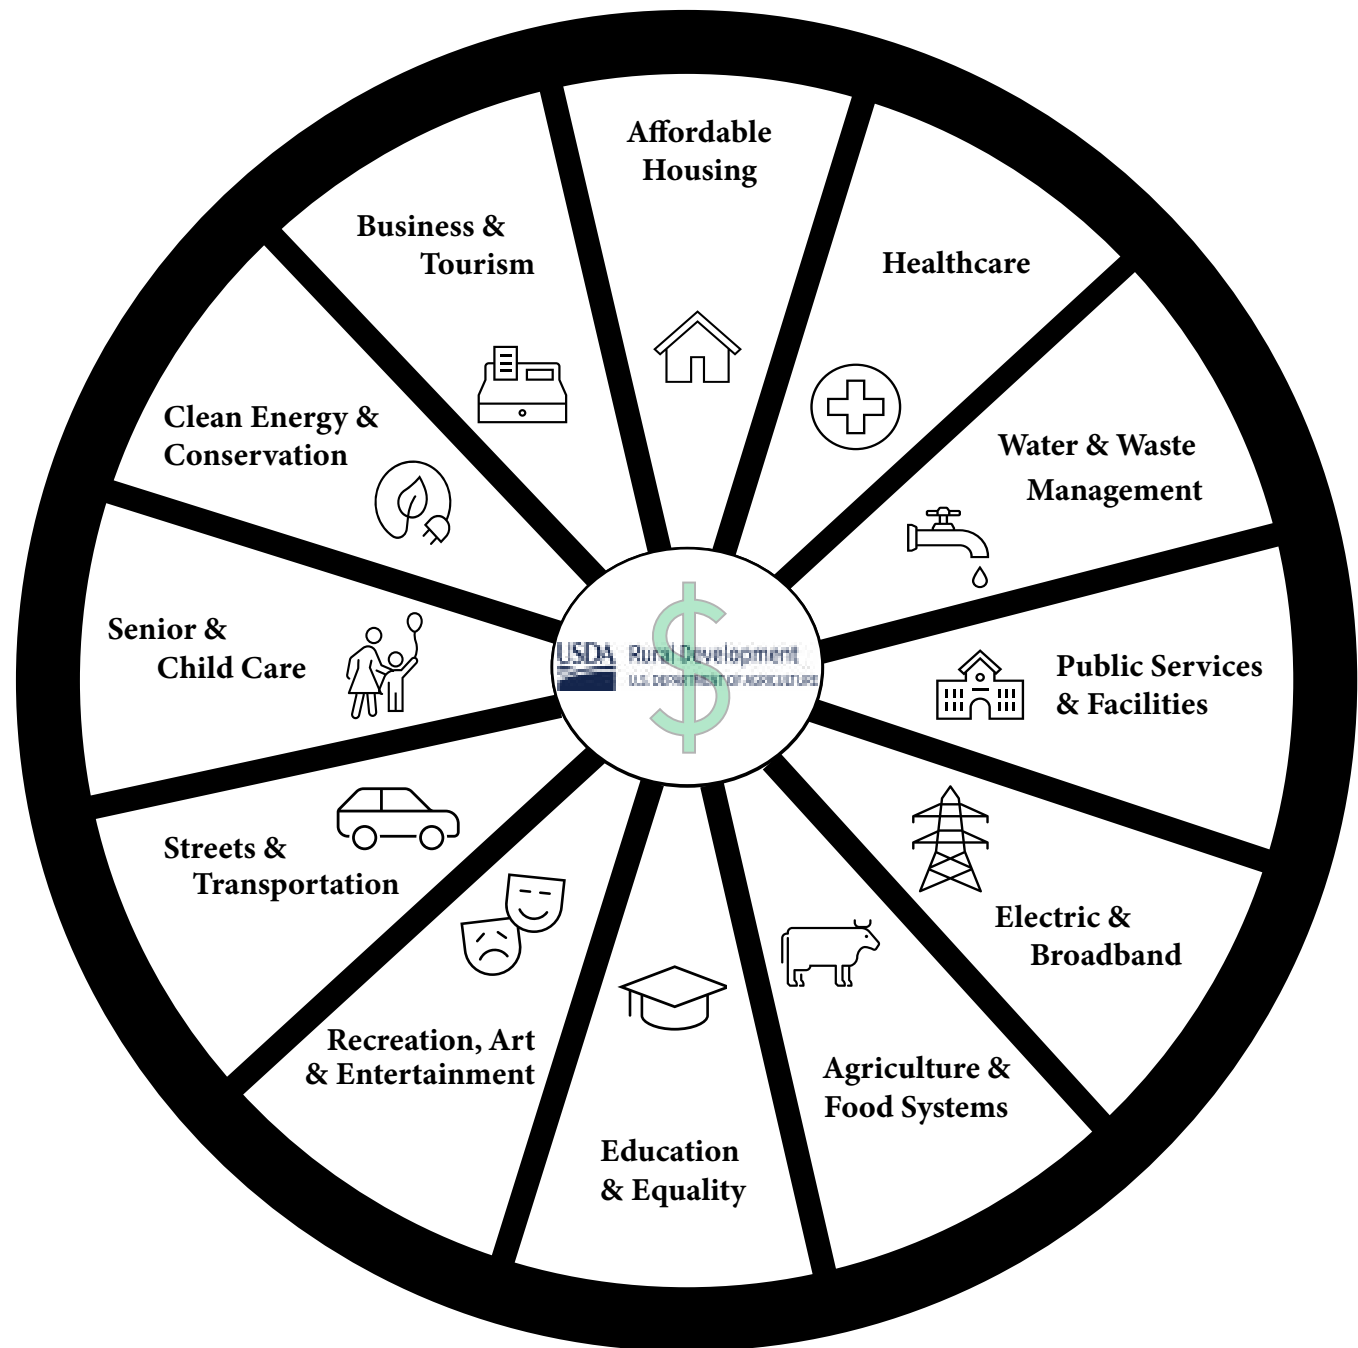 Affordable
Housing
Healthcare
Water & Waste
Management
Public Services
& Facilities
Electric &
Broadband
Agriculture &
Food Systems
Education
& Equality
Recreation, Art
& Entertainment
Streets &
Transportation
Senior &
Child Care
Clean Energy &
Conservation
Business &
Tourism
$
USDA Rural Development
U.S. DEPARTMENT OF AGRICULTURE